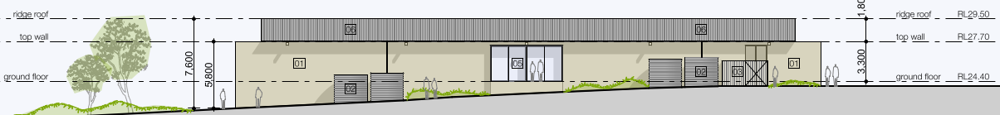 ridge roof
top wall
ground floor
7.600
5.800
06
06
01
02
05
02
03
01
1,80
3.300
ridge roof RL29.50
top wall RL27.70
ground floor RL24.40